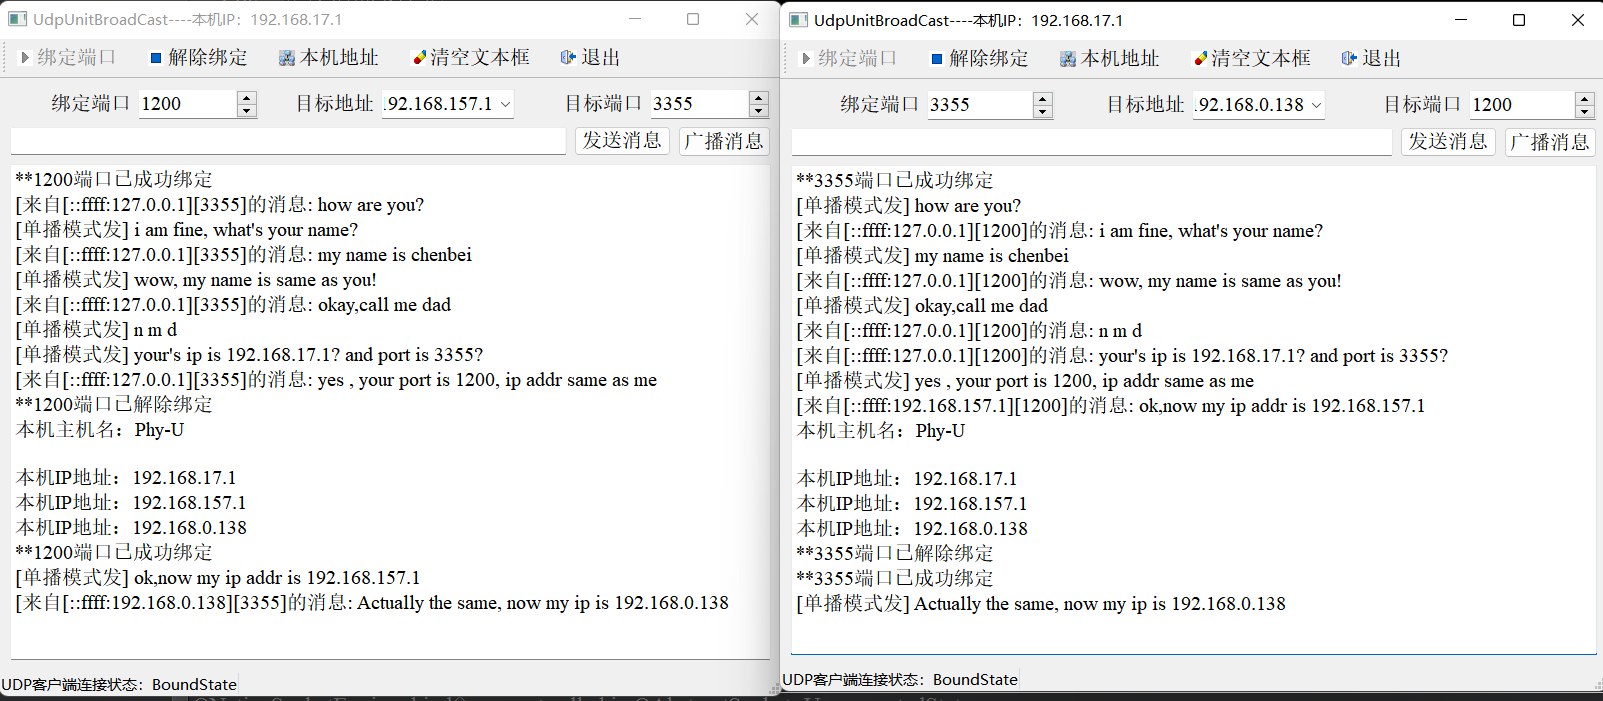 UdpUnitBroadCast----本机IP：192.168.17.1
绑定端口 解除绑定 本机地址 清空文本框 退出
绑定端口 1200 目标地址 .92.168.157.1 目标端口 3355
发送消息 广播消息
**1200端口已成功绑定
[来自[::ffff:127.0.0.1][3355]的消息: how are you?
[单播模式发] i am fine, what's your name?
[来自[::ffff:127.0.0.1][3355]的消息: my name is chenbei
[单播模式发] wow, my name is same as you!
[来自[::ffff:127.0.0.1][3355]的消息: okay,call me dad
[单播模式发] n m d
[单播模式发] your's ip is 192.168.17.1? and port is 3355?
[来自[::ffff:127.0.0.1][3355]的消息: yes , your port is 1200, ip addr same as me
**1200端口已解除绑定
本机主机名：Phy-U
本机IP地址：192.168.17.1
本机IP地址：192.168.157.1
本机IP地址：192.168.0.138
**1200端口已成功绑定
[单播模式发] ok,now my ip addr is 192.168.157.1
[来自[::ffff:192.168.0.138][3355]的消息: Actually the same, now my ip is 192.168.0.138
UDP客户端连接状态：BoundState
UdpUnitBroadCast----本机IP：192.168.17.1
绑定端口 解除绑定 本机地址 清空文本框 退出
绑定端口 3355 目标地址 .92.168.0.138 目标端口 1200
发送消息 广播消息
**3355端口已成功绑定
[单播模式发] how are you?
[来自[::ffff:127.0.0.1][1200]的消息: i am fine, what's your name?
[单播模式发] my name is chenbei
[来自[::ffff:127.0.0.1][1200]的消息: wow, my name is same as you!
[单播模式发] okay,call me dad
[来自[::ffff:127.0.0.1][1200]的消息: n m d
[来自[::ffff:127.0.0.1][1200]的消息: your's ip is 192.168.17.1? and port is 3355?
[单播模式发] yes , your port is 1200, ip addr same as me
[来自[::ffff:192.168.157.1][1200]的消息: ok,now my ip addr is 192.168.157.1
本机主机名：Phy-U
本机IP地址：192.168.17.1
本机IP地址：192.168.157.1
本机IP地址：192.168.0.138
**3355端口已解除绑定
**3355端口已成功绑定
[单播模式发] Actually the same, now my ip is 192.168.0.138
UDP客户端连接状态：BoundState